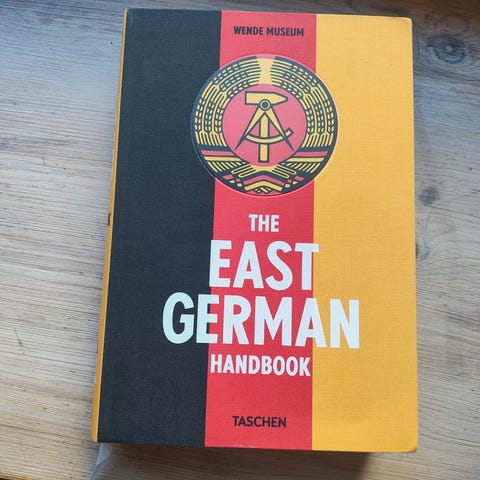 WENDE MUSEUM
THE
EAST
GERMAN
HANDBOOK
TASCHEN